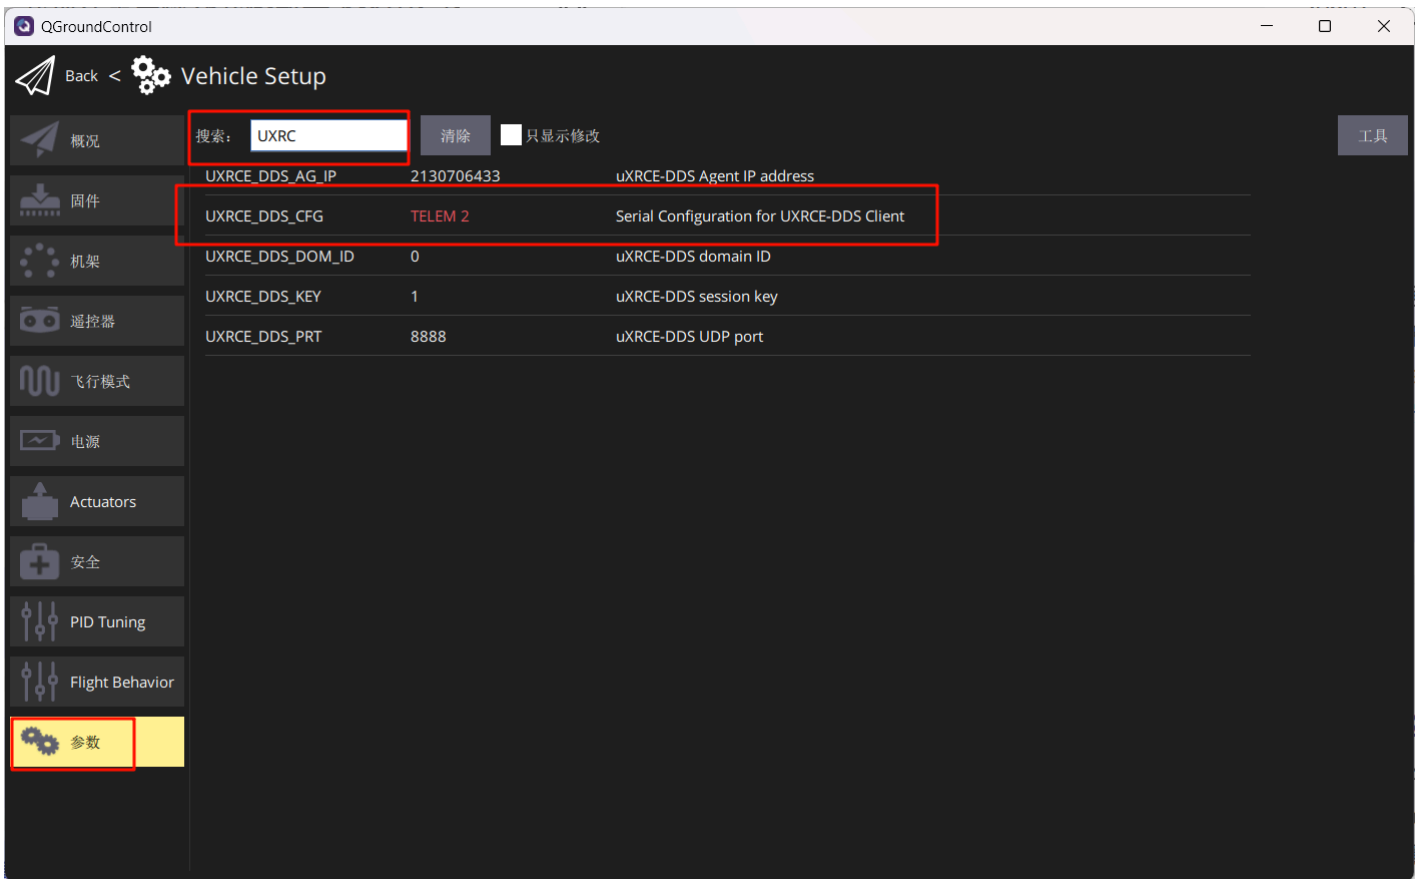 QGroundControl
Back < Vehicle Setup
搜索： UXRC 清除 只显示修改 工具
概况
固件
机架
遥控器
飞行模式
电源
Actuators
安全
PID Tuning
Flight Behavior
参数
UXRCE_DDS_AG_IP 2130706433 uXRCE-DDS Agent IP address
UXRCE_DDS_CFG TELEM 2 Serial Configuration for UXRCE-DDS Client
UXRCE_DDS_DOM_ID 0 uXRCE-DDS domain ID
UXRCE_DDS_KEY 1 uXRCE-DDS session key
UXRCE_DDS_PRT 8888 uXRCE-DDS UDP port